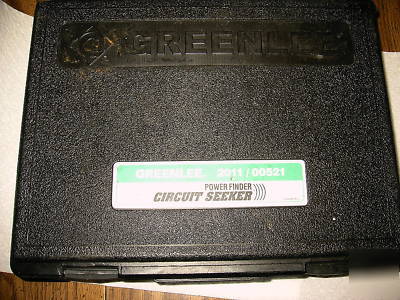 GREENLEE
GREENLEE. 2011 / 00521
POWER FINDER
CIRCUIT SEEKER